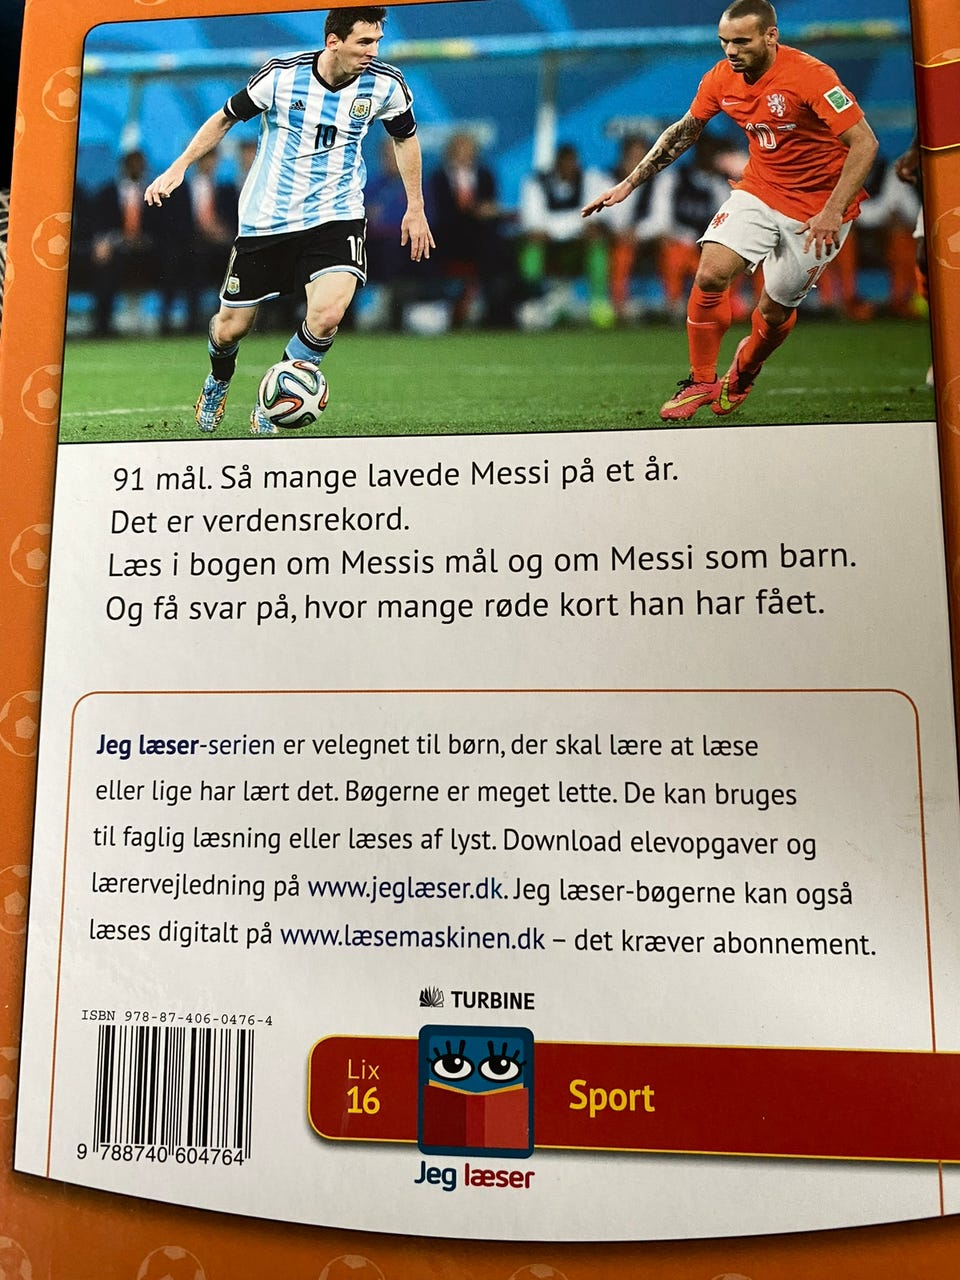 10
10
10
91 mål. Så mange lavede Messi på et år.
Det er verdensrekord.
Læs i bogen om Messis mål og om Messi som barn.
Og få svar på, hvor mange røde kort han har fået.
Jeg læser-serien er velegnet til børn, der skal lære at læse
eller lige har lært det. Bøgerne er meget lette. De kan bruges
til faglig læsning eller læses af lyst. Download elevopgaver og
lærervejledning på www.jeglæser.dk. Jeg læser-bøgerne kan også
læses digitalt på www.læsemaskinen.dk – det kræver abonnement.
TURBINE
ISBN 978-87-406-0476-4
9 788740 604764
Lix
16
Sport
Jeg læser